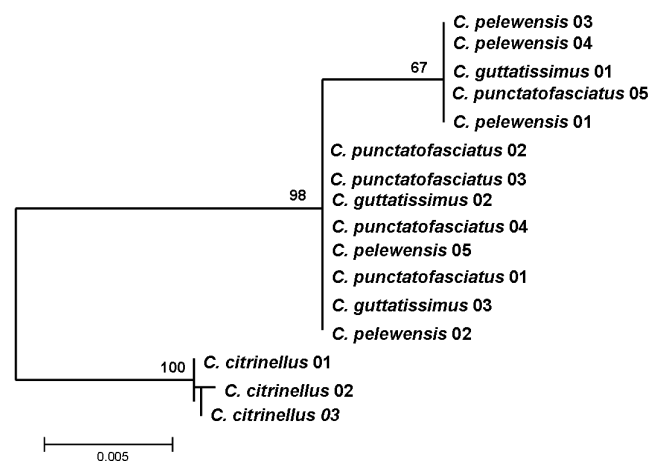 C. pelewensis 03
C. pelewensis 04
67
C. guttatissimus 01
C. punctatofasciatus 05
C. pelewensis 01
C. punctatofasciatus 02
C. punctatofasciatus 03
98
C. guttatissimus 02
C. punctatofasciatus 04
C. pelewensis 05
C. punctatofasciatus 01
C. guttatissimus 03
C. pelewensis 02
100
C. citrinellus 01
C. citrinellus 02
C. citrinellus 03
0.005